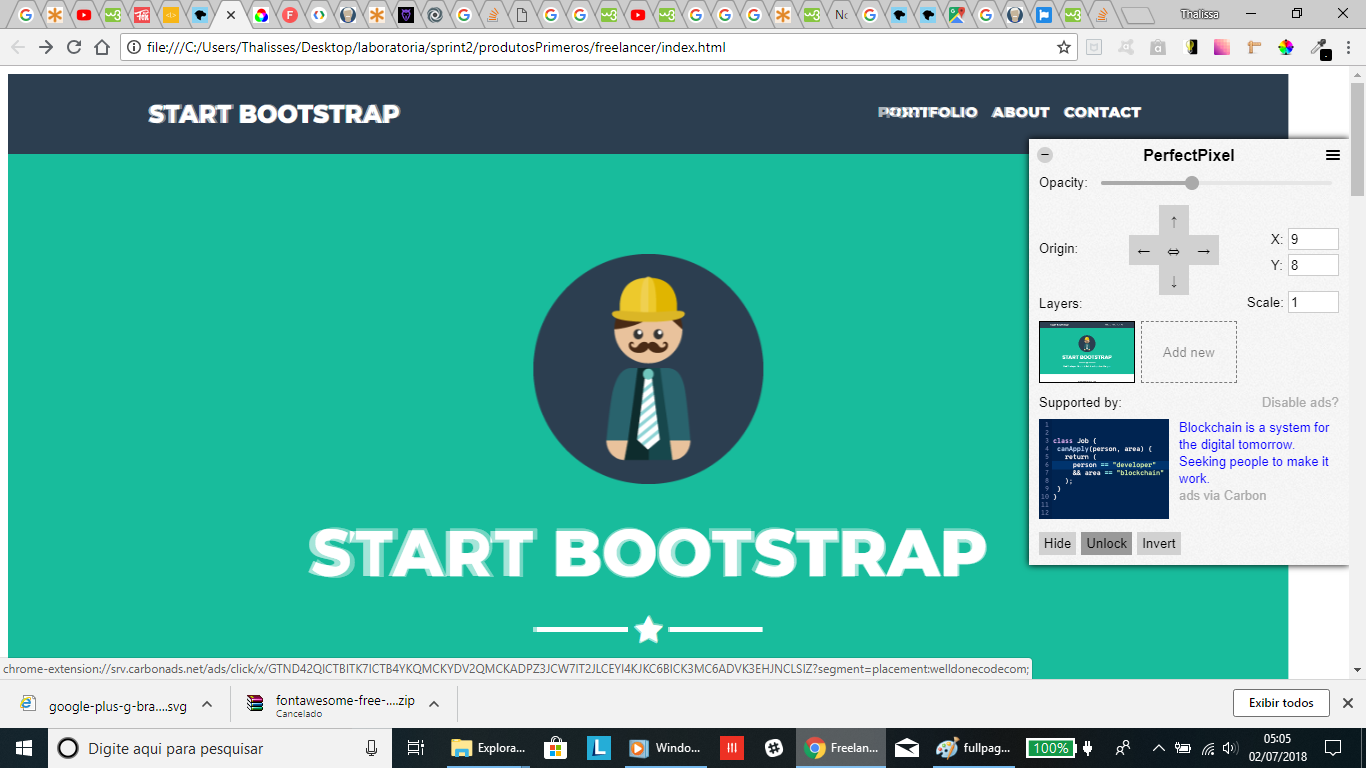 Thalissa
file:///C:/Users/Thalisses/Desktop/laboratoria/sprint2/produtosPrimeros/freelancer/index.html
START BOOTSTRAP
PORTFOLIO ABOUT CONTACT
PerfectPixel
Opacity:
Origin:
↑
← ⇔ →
↓
X: 9
Y: 8
Layers:
Scale: 1
START BOOTSTRAP
Add new
Supported by:
Disable ads?
1
2
3 class Job {
4 canApply(person, area) {
5 return (
6 person == "developer"
7 && area == "blockchain"
8 );
9 }
10 }
11
12
Blockchain is a system for
the digital tomorrow.
Seeking people to make it
work.
ads via Carbon
Hide Unlock Invert
START BOOTSTRAP
chrome-extension://srv.carbonads.net/ads/click/x/GTND42QICTBITK7ICTB4YKQMCKYDV2QMCKADPZ3JCW7IT2JLCEYI4KJKC6BICK3MC6ADVK3EHJNCLSIZ?segment=placement:welldonecodecom;
google-plus-g-bra....svg
fontawesome-free-....zip
Cancelado
Exibir todos
Digite aqui para pesquisar
Explora...
Windo...
Freelan...
fullpag...
100%
05:05
02/07/2018